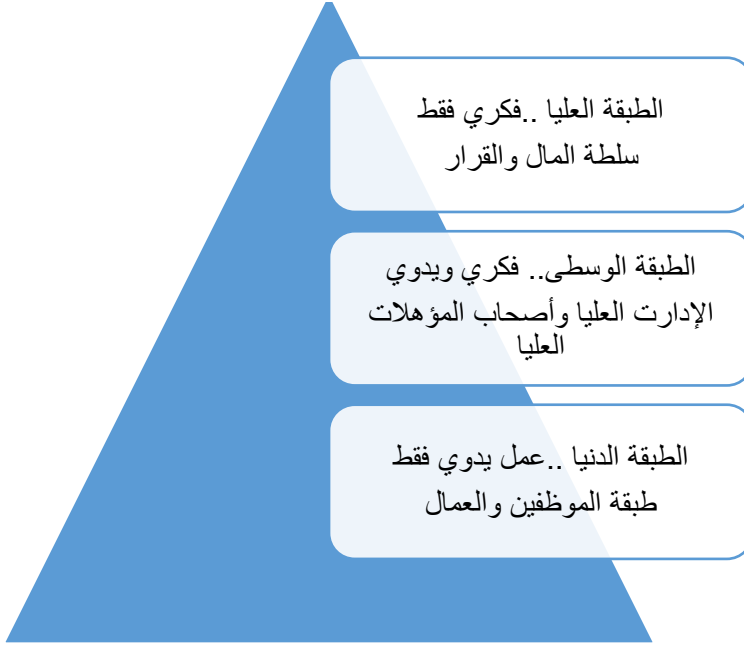 الطبقة العليا ..فكري فقط
سلطة المال والقرار
الطبقة الوسطى.. فكري ويدوي
الإدارت العليا وأصحاب المؤهلات
العليا
الطبقة الدنيا ..عمل يدوي فقط
طبقة الموظفين والعمال